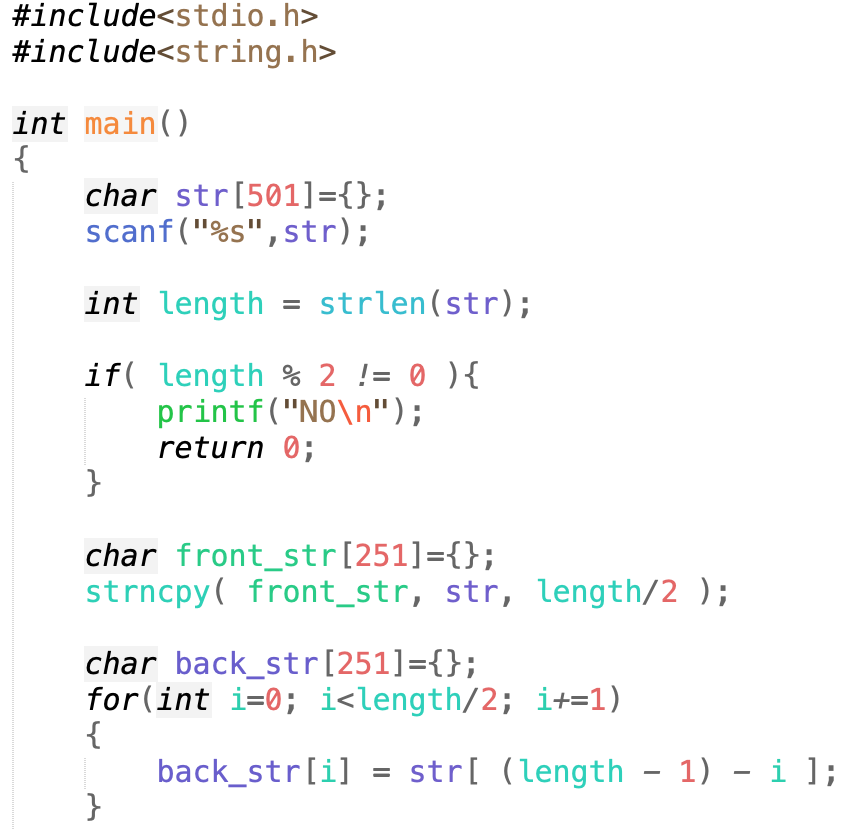 #include<stdio.h>
#include<string.h>

int main()
{
    char str[501]={};
    scanf("%s",str);

    int length = strlen(str);

    if( length % 2 != 0 ){
        printf("NO\n");
        return 0;
    }

    char front_str[251]={};
    strncpy( front_str, str, length/2 );

    char back_str[251]={};
    for(int i=0; i<length/2; i+=1)
    {
        back_str[i] = str[ (length - 1) - i ];
    }